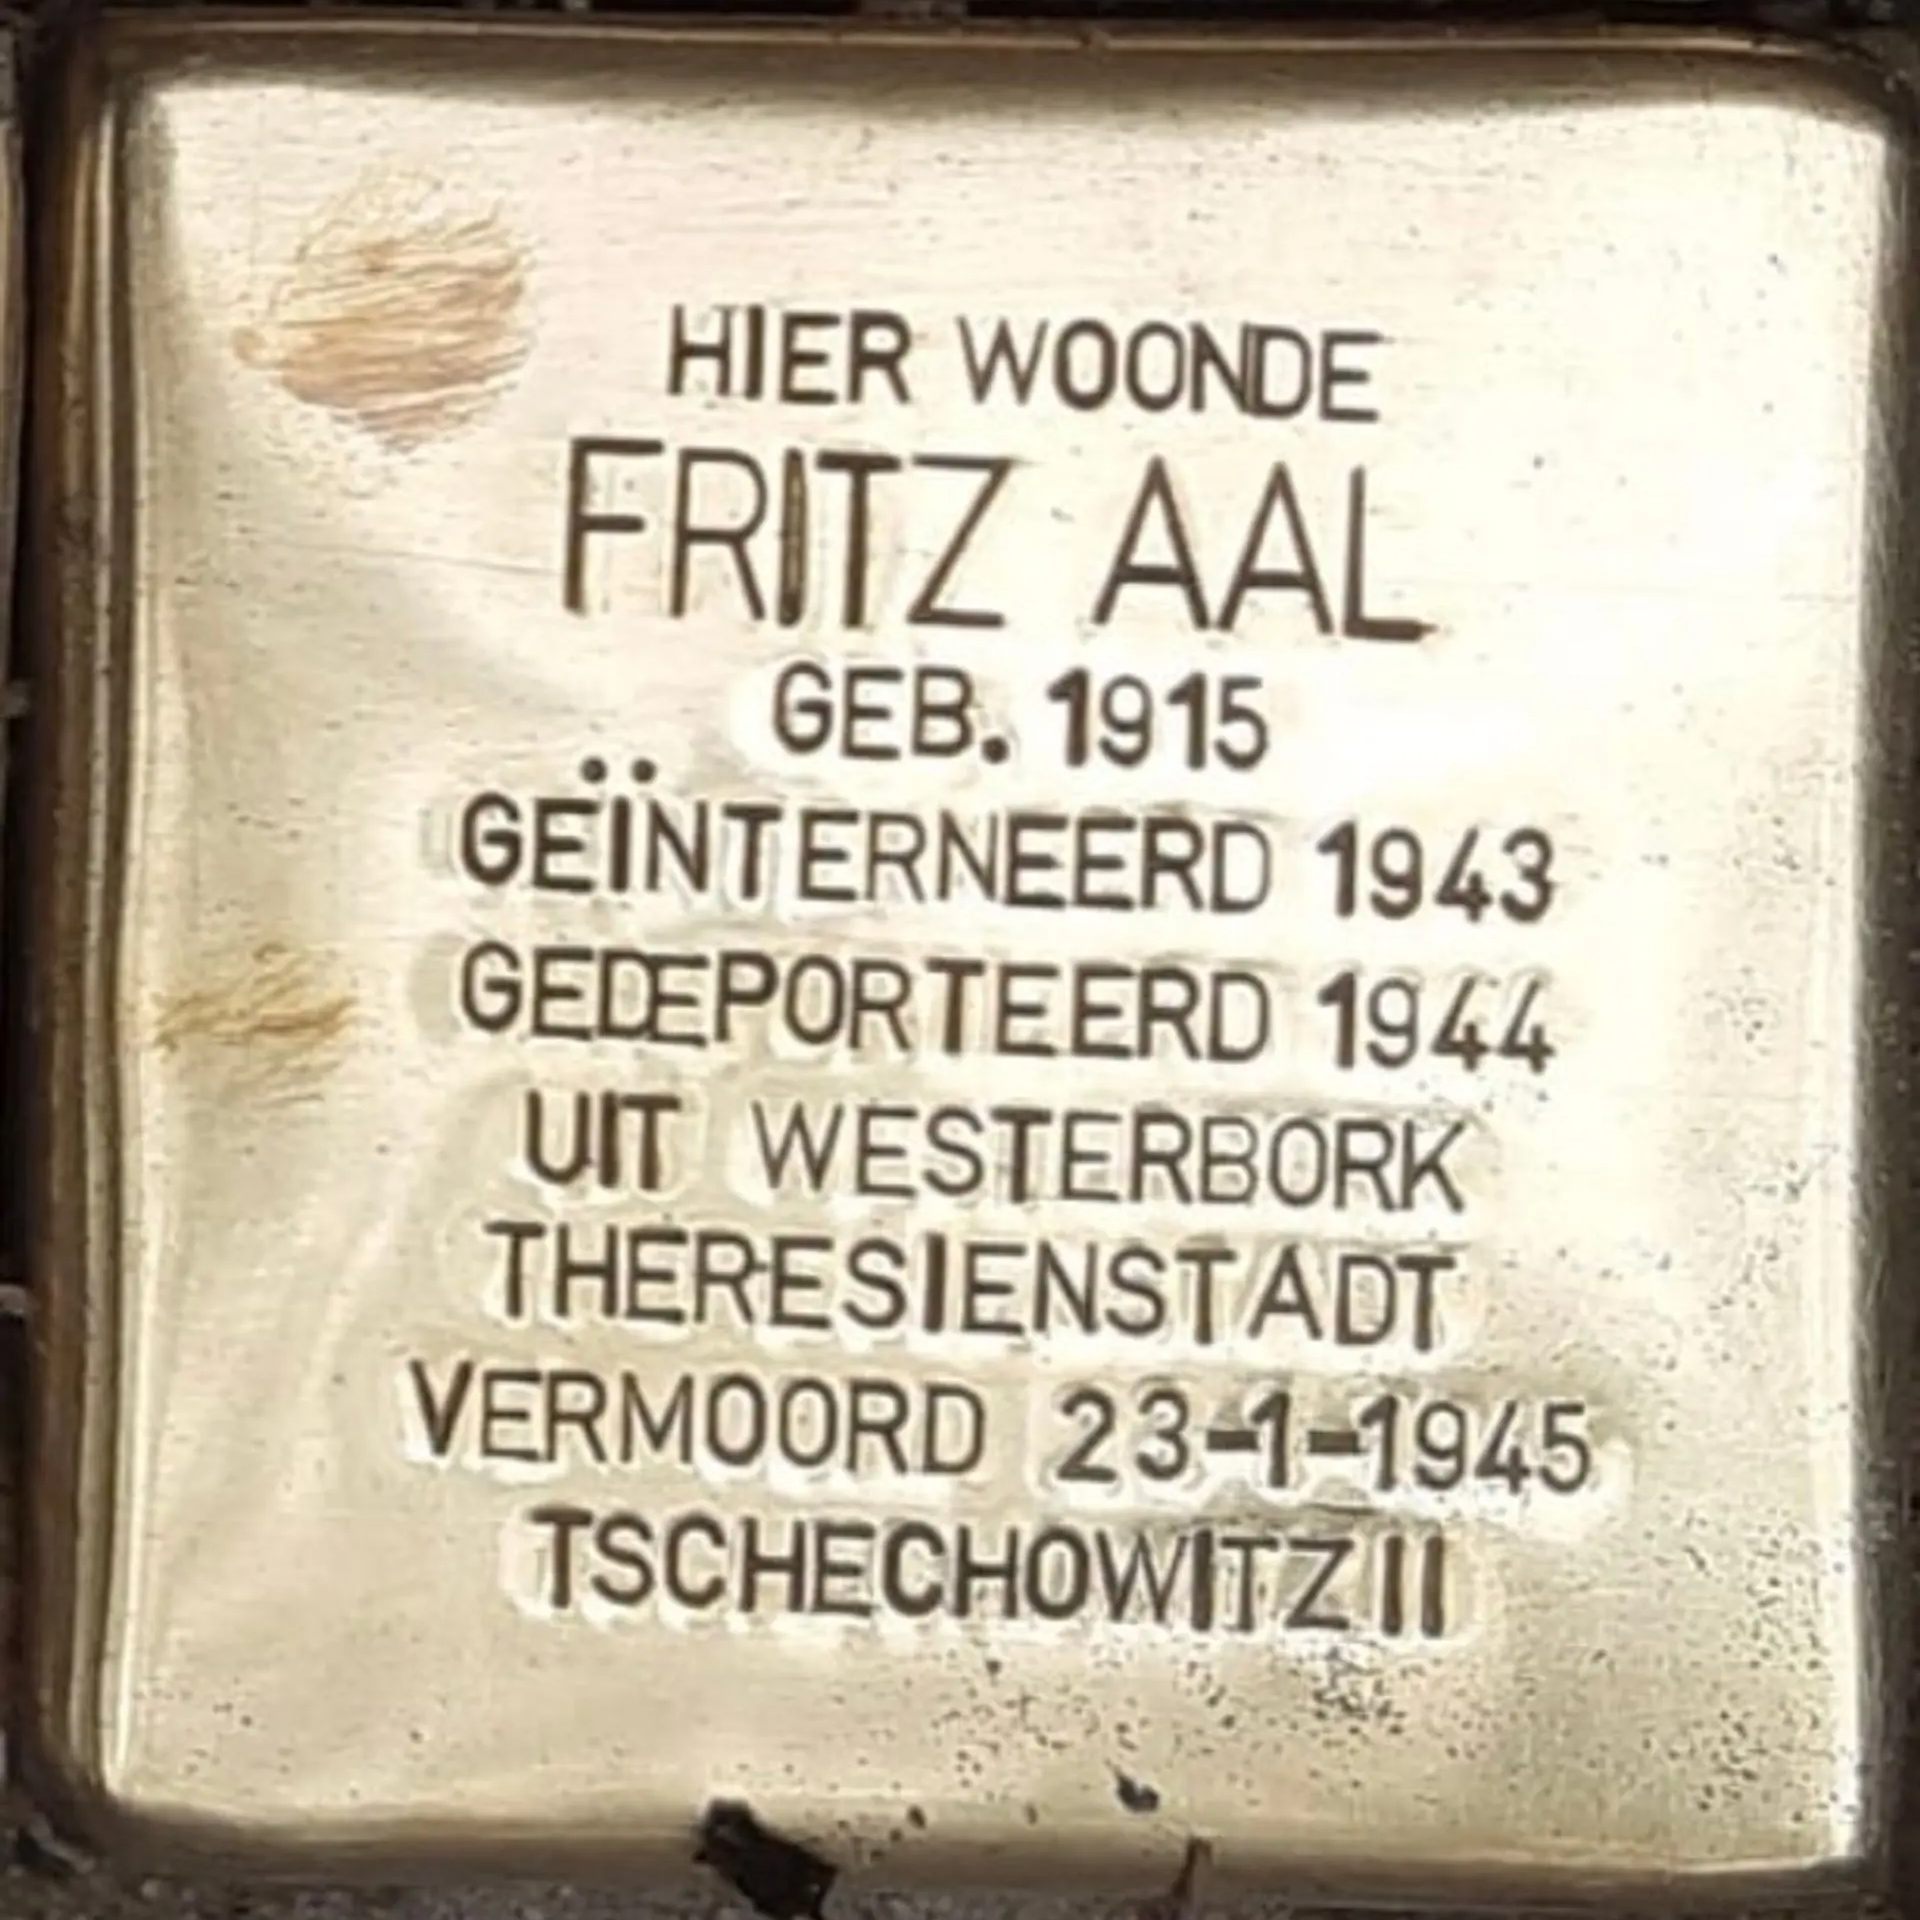 HIER WOONDE
FRITZ AAL
GEB. 1915
GEÏNTERNEERD 1943
GEDEPORTEERD 1944
UIT WESTERBORK
THERESIENSTADT
VERMOORD 23-1-1945
TSCHECHOWITZ II